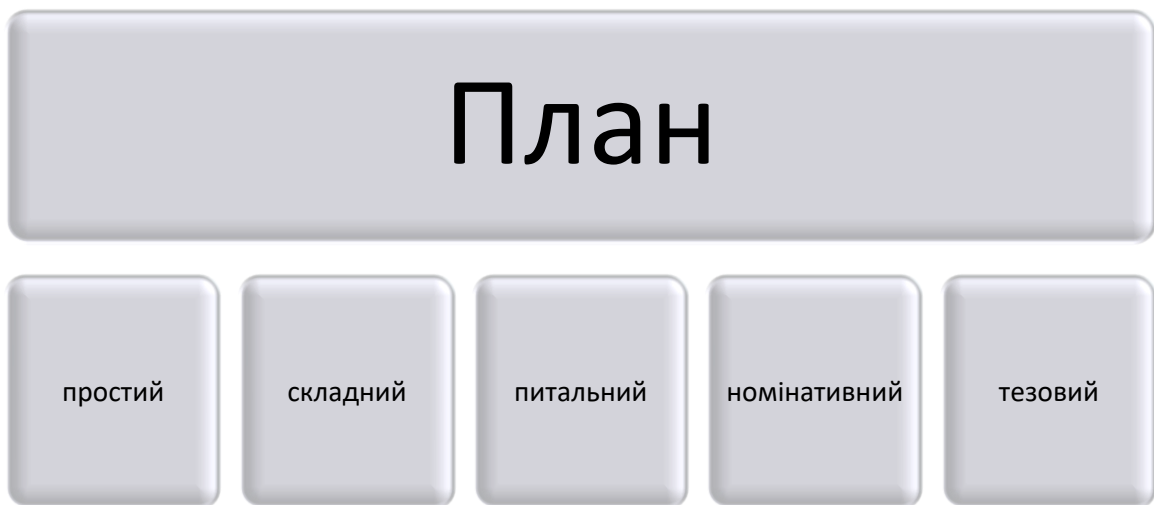 План
простий
складний
питальний
номінативний
тезовий